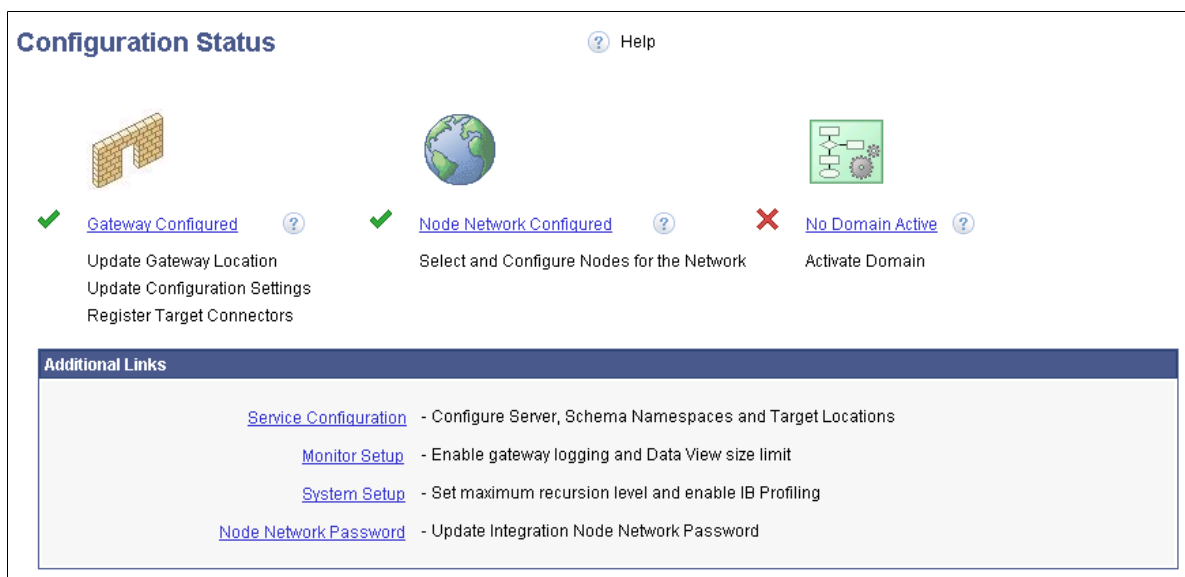 Configuration Status
? Help
Gateway Configured ?
Update Gateway Location
Update Configuration Settings
Register Target Connectors
Node Network Configured ?
Select and Configure Nodes for the Network
No Domain Active ?
Activate Domain
Additional Links
Service Configuration - Configure Server, Schema Namespaces and Target Locations
Monitor Setup - Enable gateway logging and Data View size limit
System Setup - Set maximum recursion level and enable IB Profiling
Node Network Password - Update Integration Node Network Password